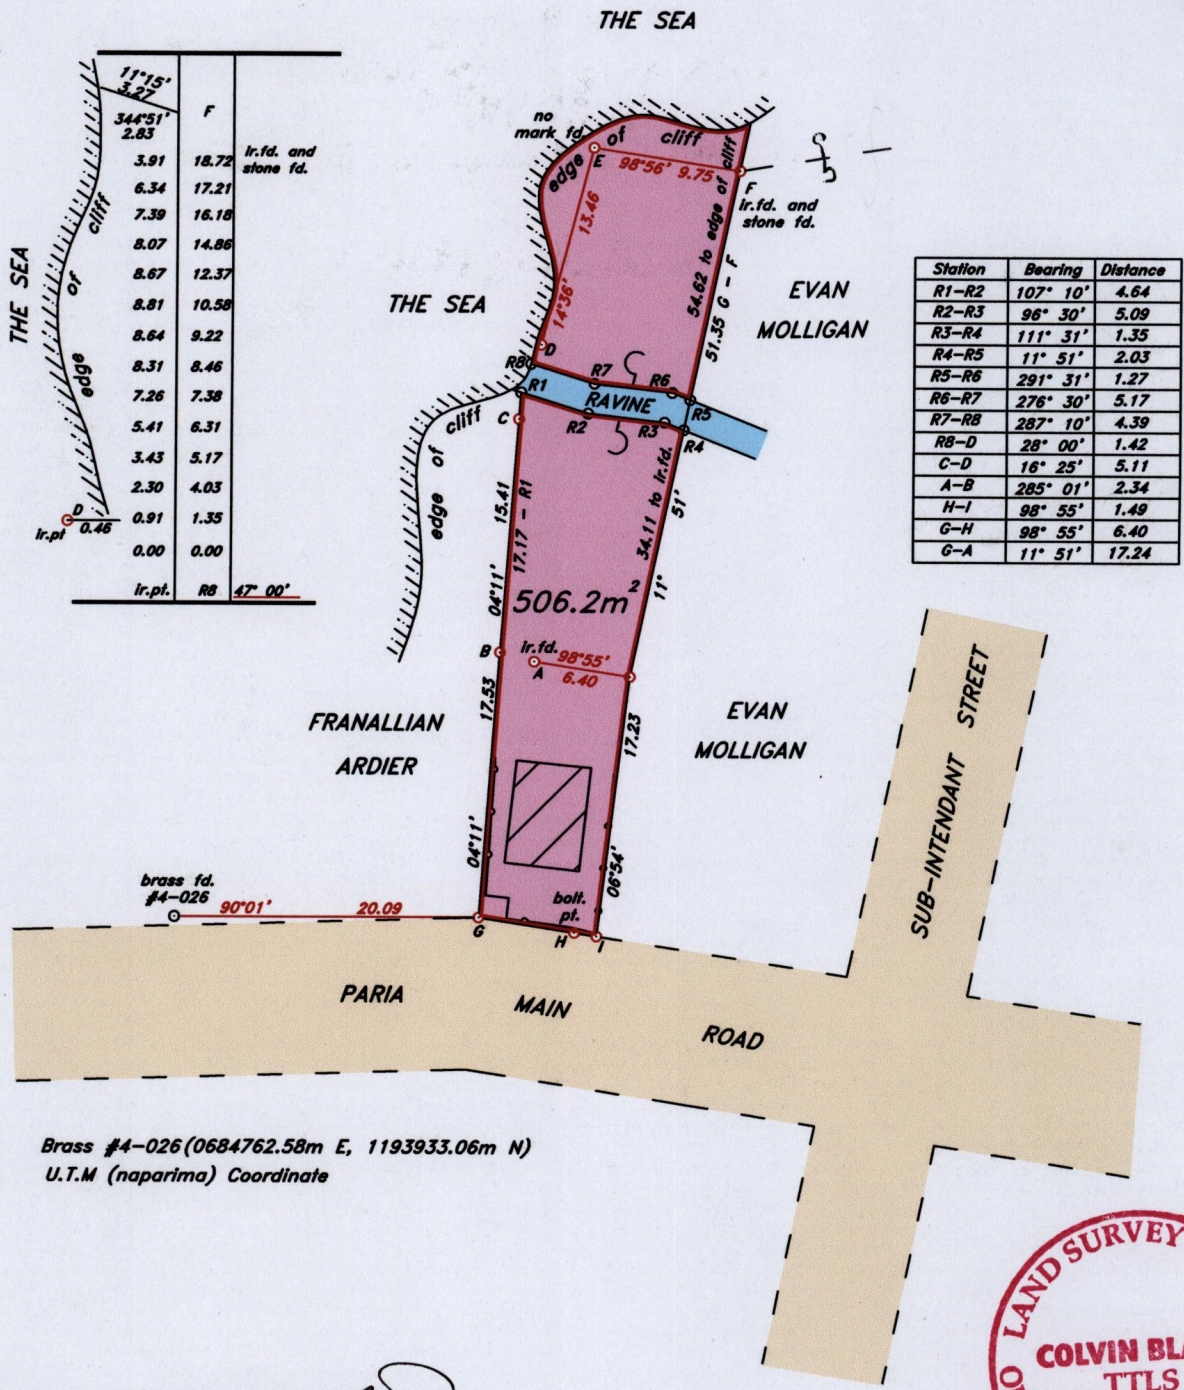 THE SEA
11°15'
3.27
344°51'
2.83
F
3.91 18.72 ir.fd. and
stone fd.
6.34 17.21
7.39 16.18
8.07 14.86
8.67 12.37
8.81 10.58
8.64 9.22
8.31 8.46
7.26 7.38
5.41 6.31
3.43 5.17
2.30 4.03
0.91 1.35
0.00 0.00
ir.pt. R8 47° 00'
D
ir.pt
0.46
THE SEA
edge of cliff
no
mark fd.
edge of cliff
E
98°56' 9.75
F
ir.fd. and
stone fd.
13.46
14°36'
54.62 to edge of cliff
51.35 G - F
THE SEA
EVAN
MOLLIGAN
D
R8
R7
R6
R1
RAVINE
R5
R2
R3
R4
C
edge of cliff
15.41
17.17 - R1
04°11'
34.11 to ir.fd.
11° 51'
506.2m²
B
ir.fd.
A
98°55'
6.40
17.53
17.23
FRANALLIAN
ARDIER
EVAN
MOLLIGAN
04°11'
06°54'
brass fd.
#4-026
90°01' 20.09
bolt.
pt.
G
H
I
Station Bearing Distance
R1-R2 107° 10' 4.64
R2-R3 96° 30' 5.09
R3-R4 111° 31' 1.35
R4-R5 11° 51' 2.03
R5-R6 291° 31' 1.27
R6-R7 276° 30' 5.17
R7-R8 287° 10' 4.39
R8-D 28° 00' 1.42
C-D 16° 25' 5.11
A-B 285° 01' 2.34
H-I 98° 55' 1.49
G-H 98° 55' 6.40
G-A 11° 51' 17.24
SUB-INTENDANT STREET
PARIA MAIN ROAD
Brass #4-026(0684762.58m E, 1193933.06m N)
U.T.M (naparima) Coordinate
LAND SURVEY
COLVIN BLA
TTLS